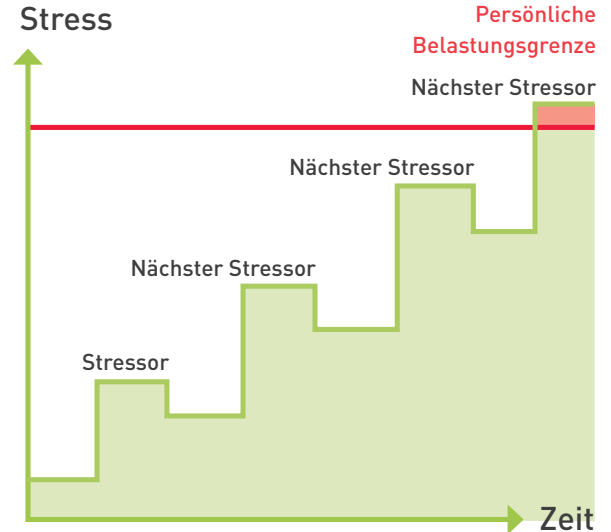 Stress
Persönliche
Belastungsgrenze
Nächster Stressor
Nächster Stressor
Nächster Stressor
Stressor
Zeit